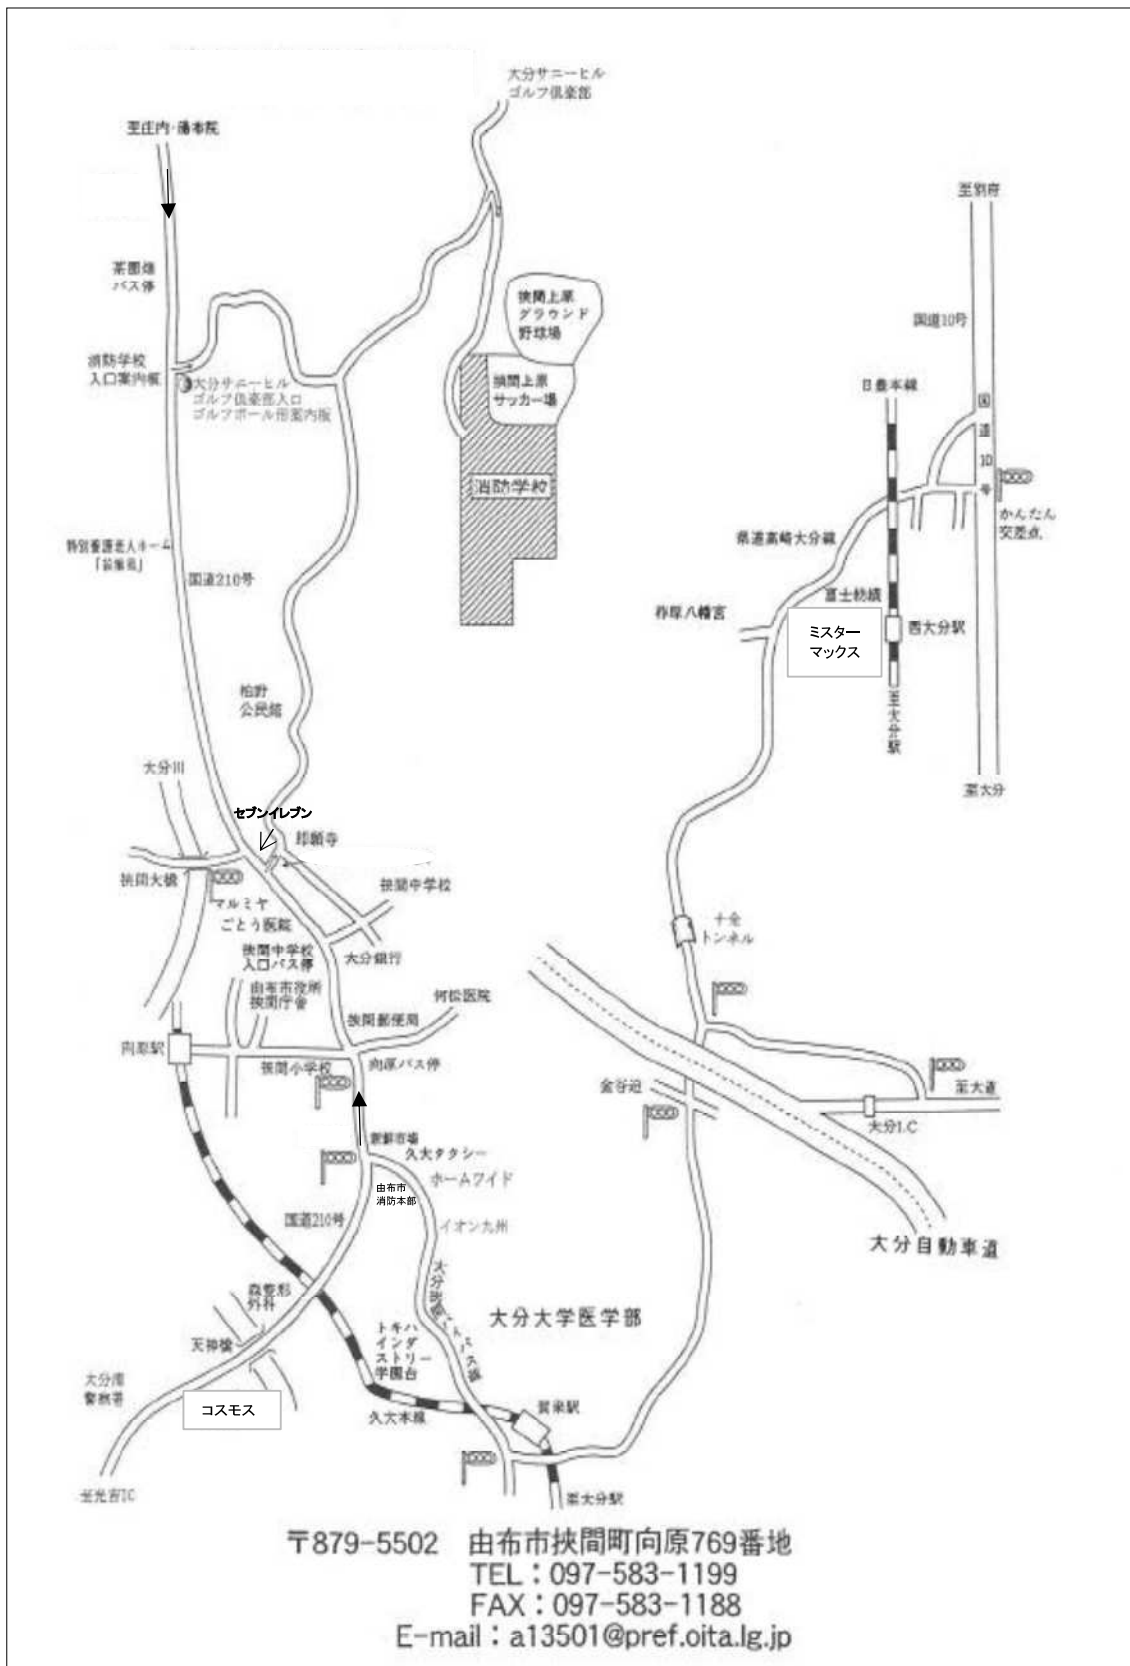 大分サニーヒル
ゴルフ倶楽部
至庄内・湯布院
至別府
茶園畑
バス停
挾間上原
グラウンド
野球場
国道10号
消防学校
入口案内板
大分サニーヒル
ゴルフ倶楽部入口
ゴルフボール形案内板
挾間上原
サッカー場
日豊本線
国道10号
消防学校
かんたん
交差点
県道高崎大分線
特別養護老人ホーム
国道210号
富士紡績
柞原八幡宮
ミスター
マックス
西大分駅
柏野
公民館
至大分駅
大分川
至大分
セブンイレブン
即願寺
挾間大橋
挾間中学校
マルミヤ
ごとう医院
十全
トンネル
挾間中学校
入口バス停
大分銀行
由布市役所
挾間庁舎
何松医院
挾間郵便局
向原駅
挾間小学校
向原バス停
金谷迫
至大道
大分I.C
新鮮市場
久大タクシー
ホームワイド
由布市
消防本部
国道210号
イオン九州
大分自動車道
森整形
外科
大分大学医学部
天神橋
トキハ
インダ
ストリー
学園台
大分南
警察署
コスモス
久大本線
賀来駅
至光吉IC
至大分駅
〒879-5502 由布市挾間町向原769番地
TEL：097-583-1199
FAX：097-583-1188
E-mail：a13501@pref.oita.lg.jp